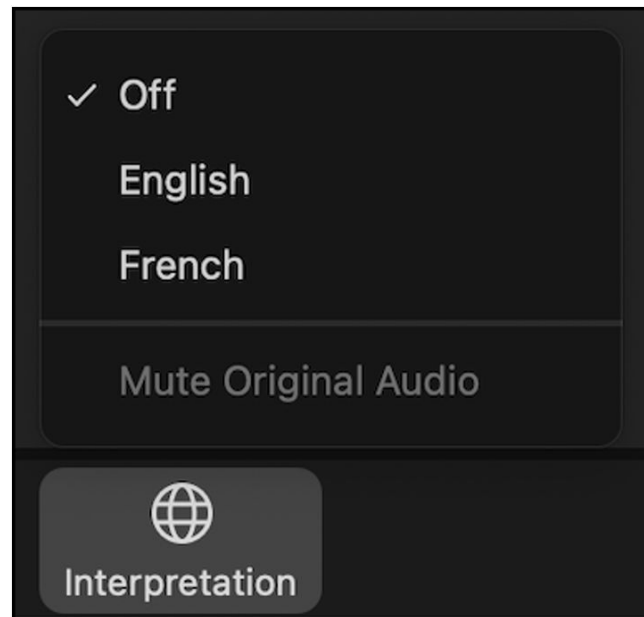 Off
English
French
Mute Original Audio
Interpretation